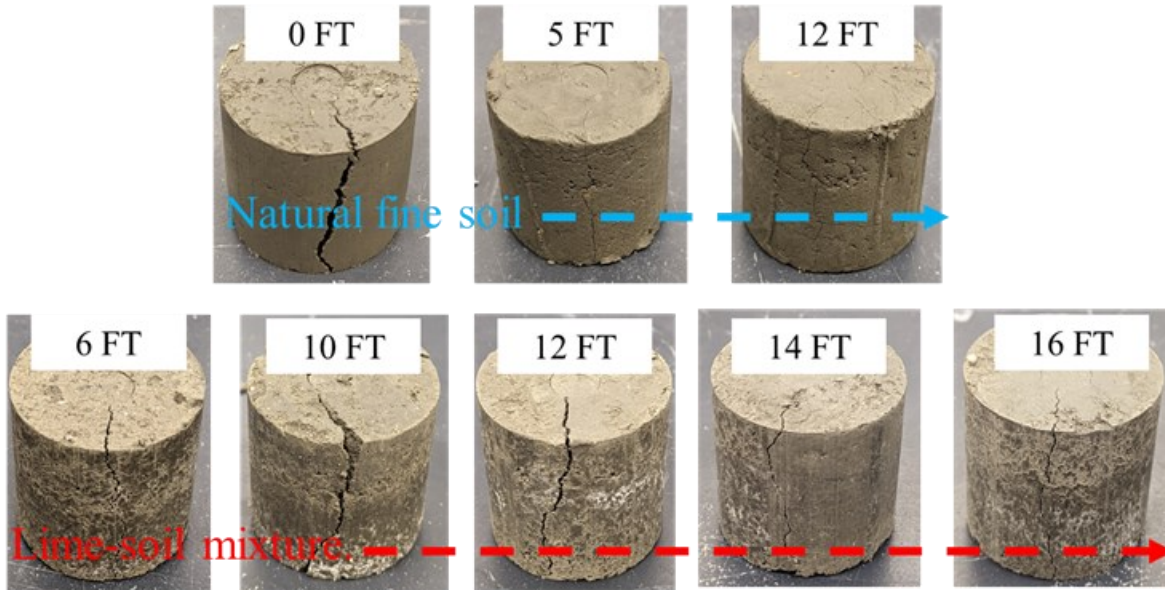 0 FT
5 FT
12 FT
Natural fine soil
6 FT
10 FT
12 FT
14 FT
16 FT
Lime-soil mixture.